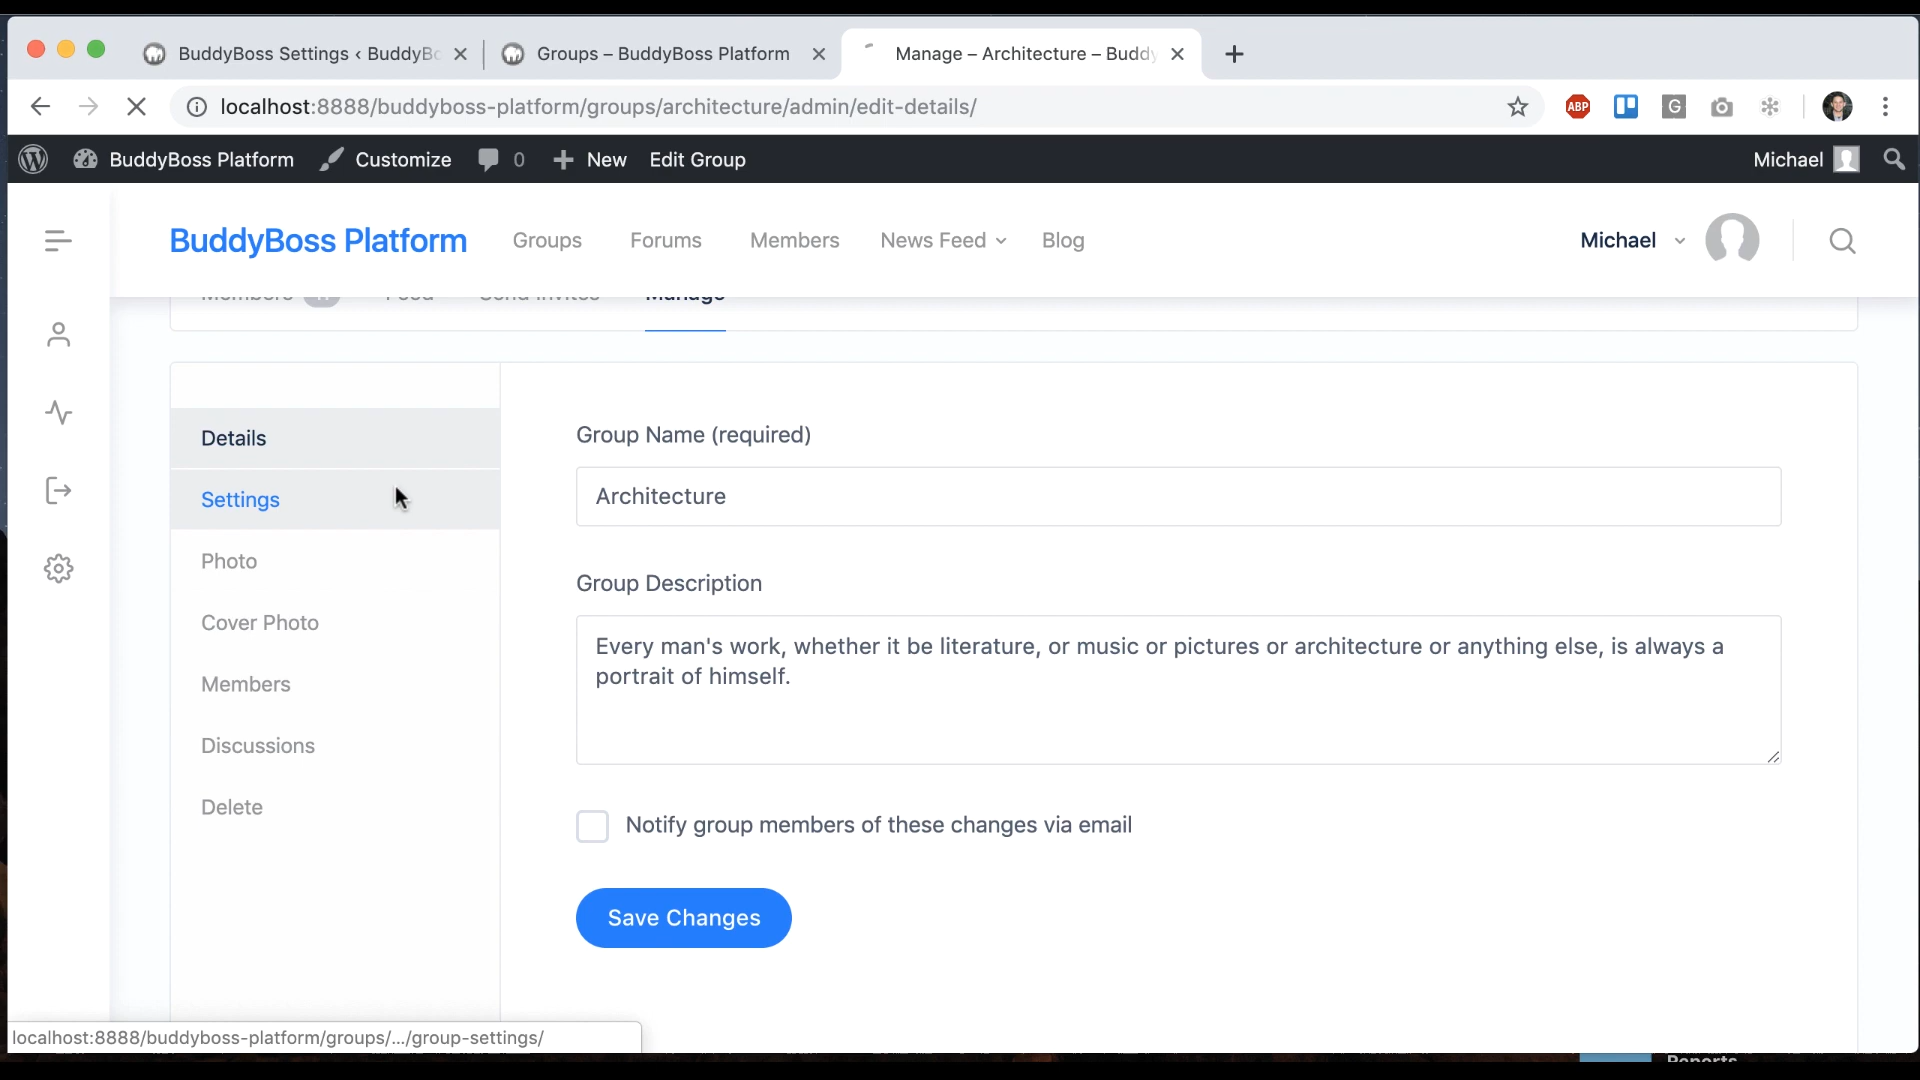 BuddyBoss Settings ‹ BuddyBo
Groups – BuddyBoss Platform
Manage – Architecture – Buddy
localhost:8888/buddyboss-platform/groups/architecture/admin/edit-details/
ABP
G
BuddyBoss Platform
Customize
0
New
Edit Group
Michael
BuddyBoss Platform
Groups
Forums
Members
News Feed
Blog
Michael
Members
Feed
Send Invites
Manage
Details
Settings
Photo
Cover Photo
Members
Discussions
Delete
Group Name (required)
Architecture
Group Description
Every man's work, whether it be literature, or music or pictures or architecture or anything else, is always a
portrait of himself.
Notify group members of these changes via email
Save Changes
localhost:8888/buddyboss-platform/groups/.../group-settings/
Reports